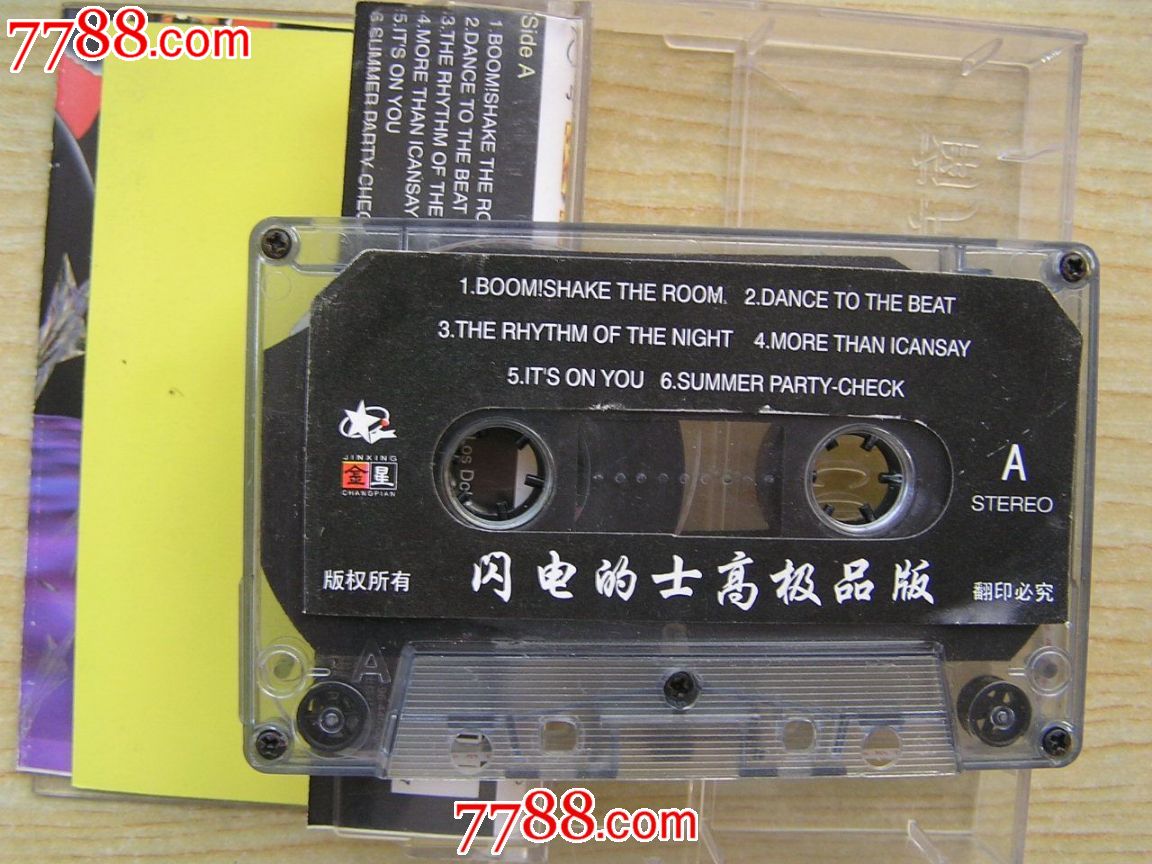 7788.com
Side A
1.BOOM!SHAKE THE RO
2.DANCE TO THE BEAT
3.THE RHYTHM OF THE
4.MORE THAN ICANSAY
5.IT'S ON YOU
6.SUMMER PARTY-CHEC
1.BOOM!SHAKE THE ROOM. 2.DANCE TO THE BEAT
3.THE RHYTHM OF THE NIGHT 4.MORE THAN ICANSAY
5.IT'S ON YOU 6.SUMMER PARTY-CHECK
JINXING
金星
CHANGPIAN
A
STEREO
版权所有
闪电的士高极品版
翻印必究
A
7788.com